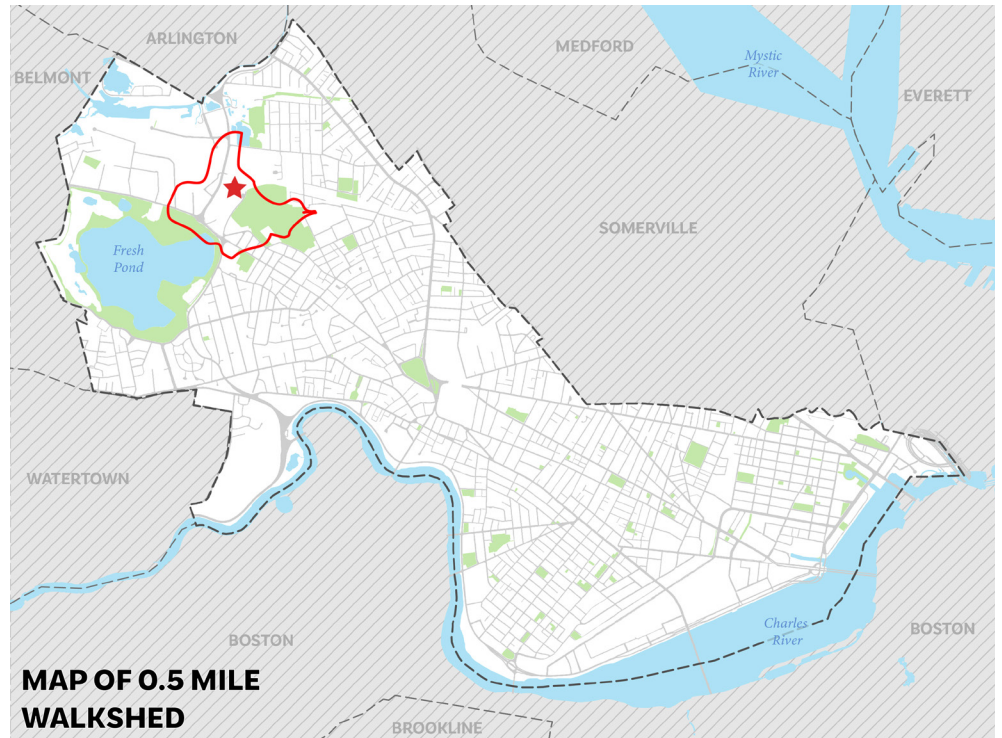 ARLINGTON
MEDFORD
Mystic
River
BELMONT
EVERETT
SOMERVILLE
Fresh
Pond
WATERTOWN
Charles
River
BOSTON
BOSTON
MAP OF 0.5 MILE
WALKSHED
BROOKLINE